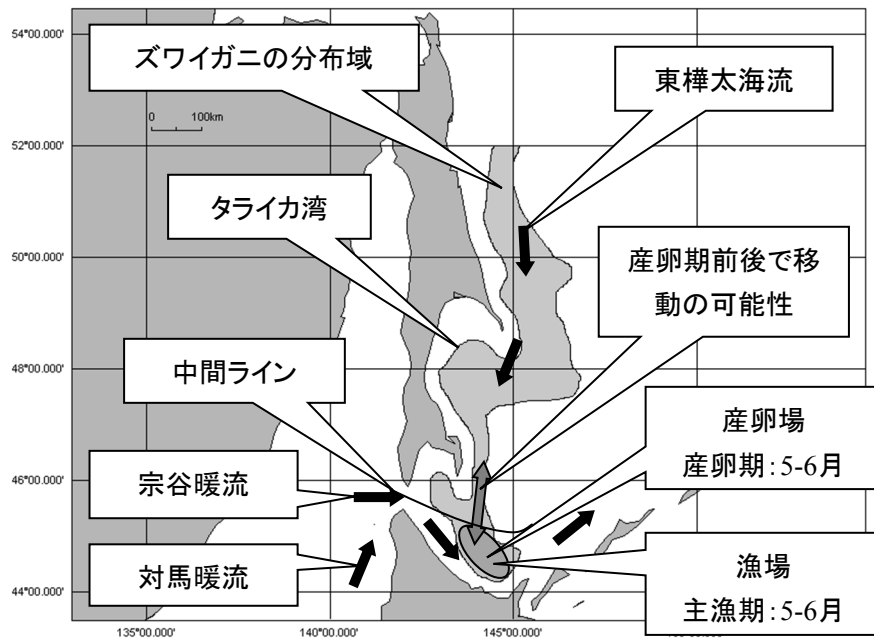 54°00.000'
ズワイガニの分布域
東樺太海流
0 100km
52°00.000'
タライカ湾
50°00.000'
産卵期前後で移
動の可能性
48°00.000'
中間ライン
産卵場
産卵期:5-6月
46°00.000'
宗谷暖流
漁場
主漁期:5-6月
対馬暖流
44°00.000'
135°00.000'
140°00.000'
145°00.000'